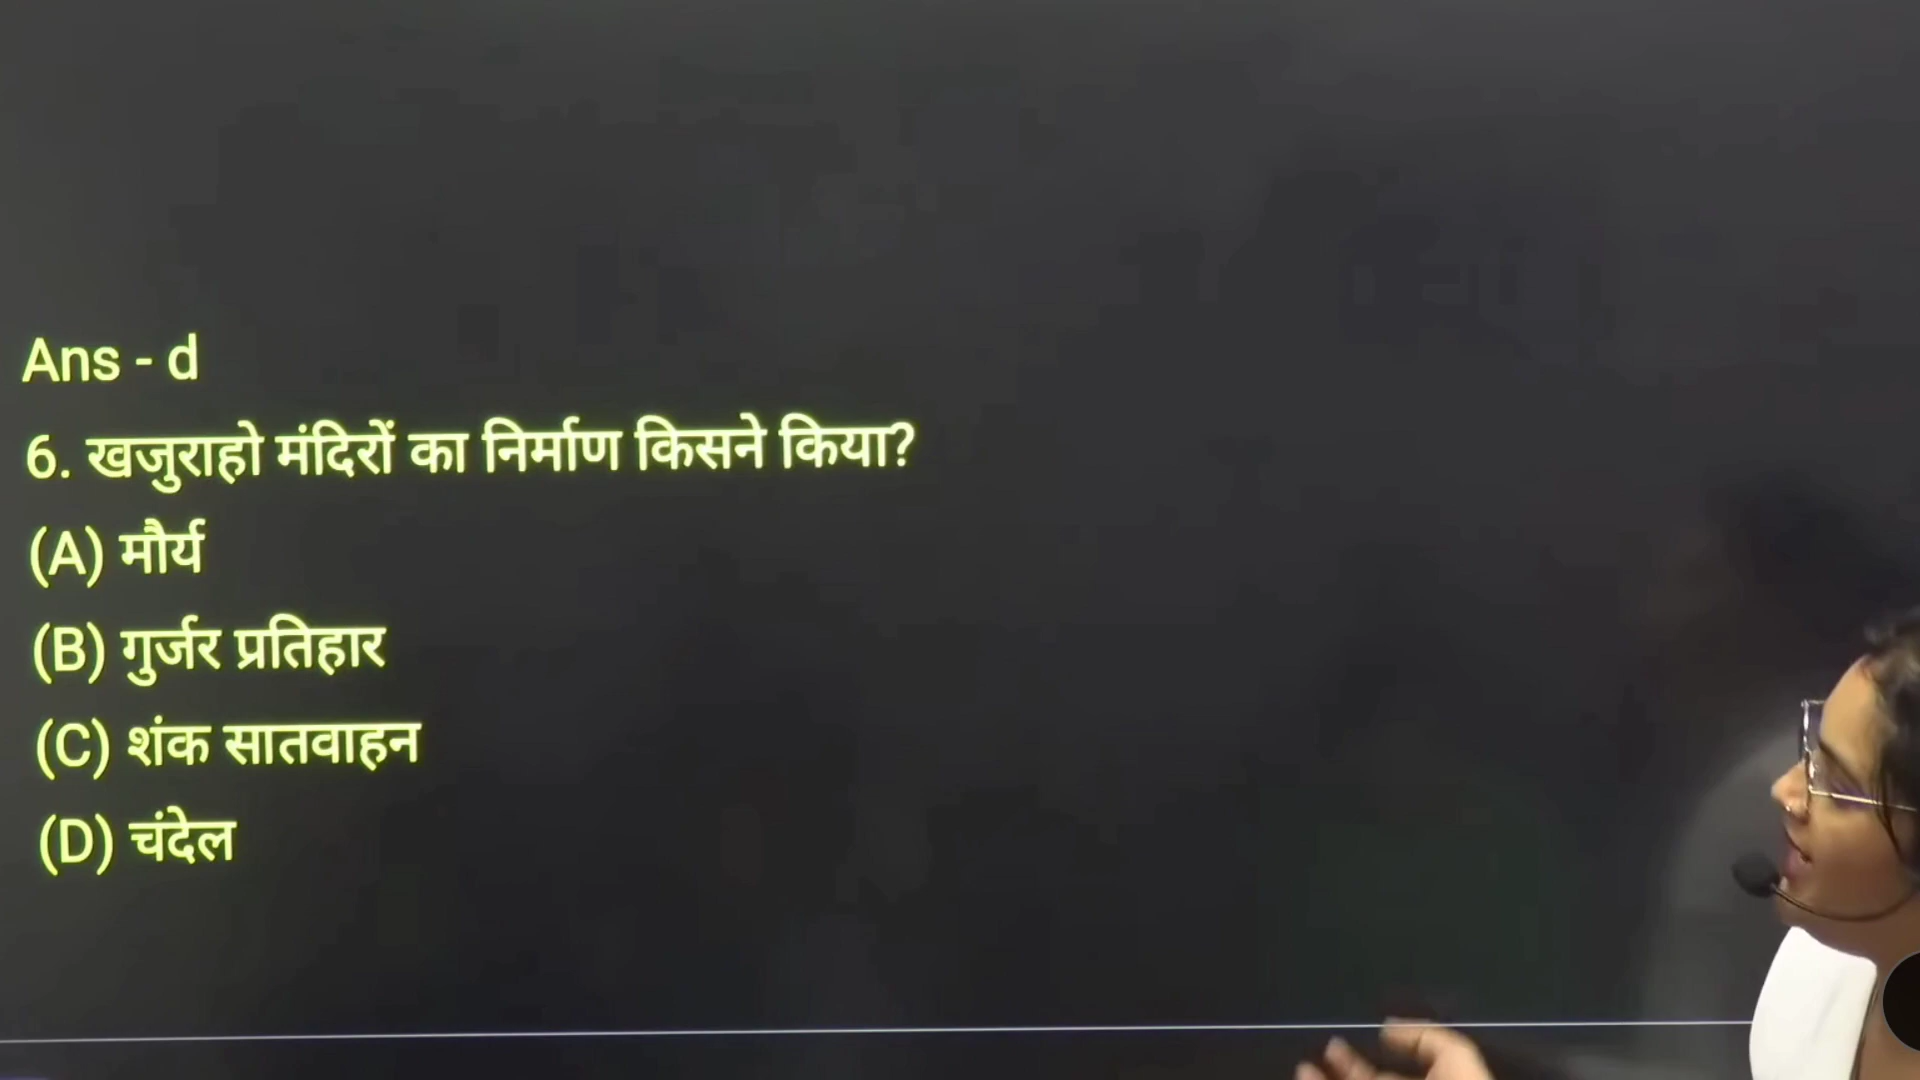 Ans - d
6. खजुराहो मंदिरों का निर्माण किसने किया?
(A) मौर्य
(B) गुर्जर प्रतिहार
(C) शंक सातवाहन
(D) चंदेल